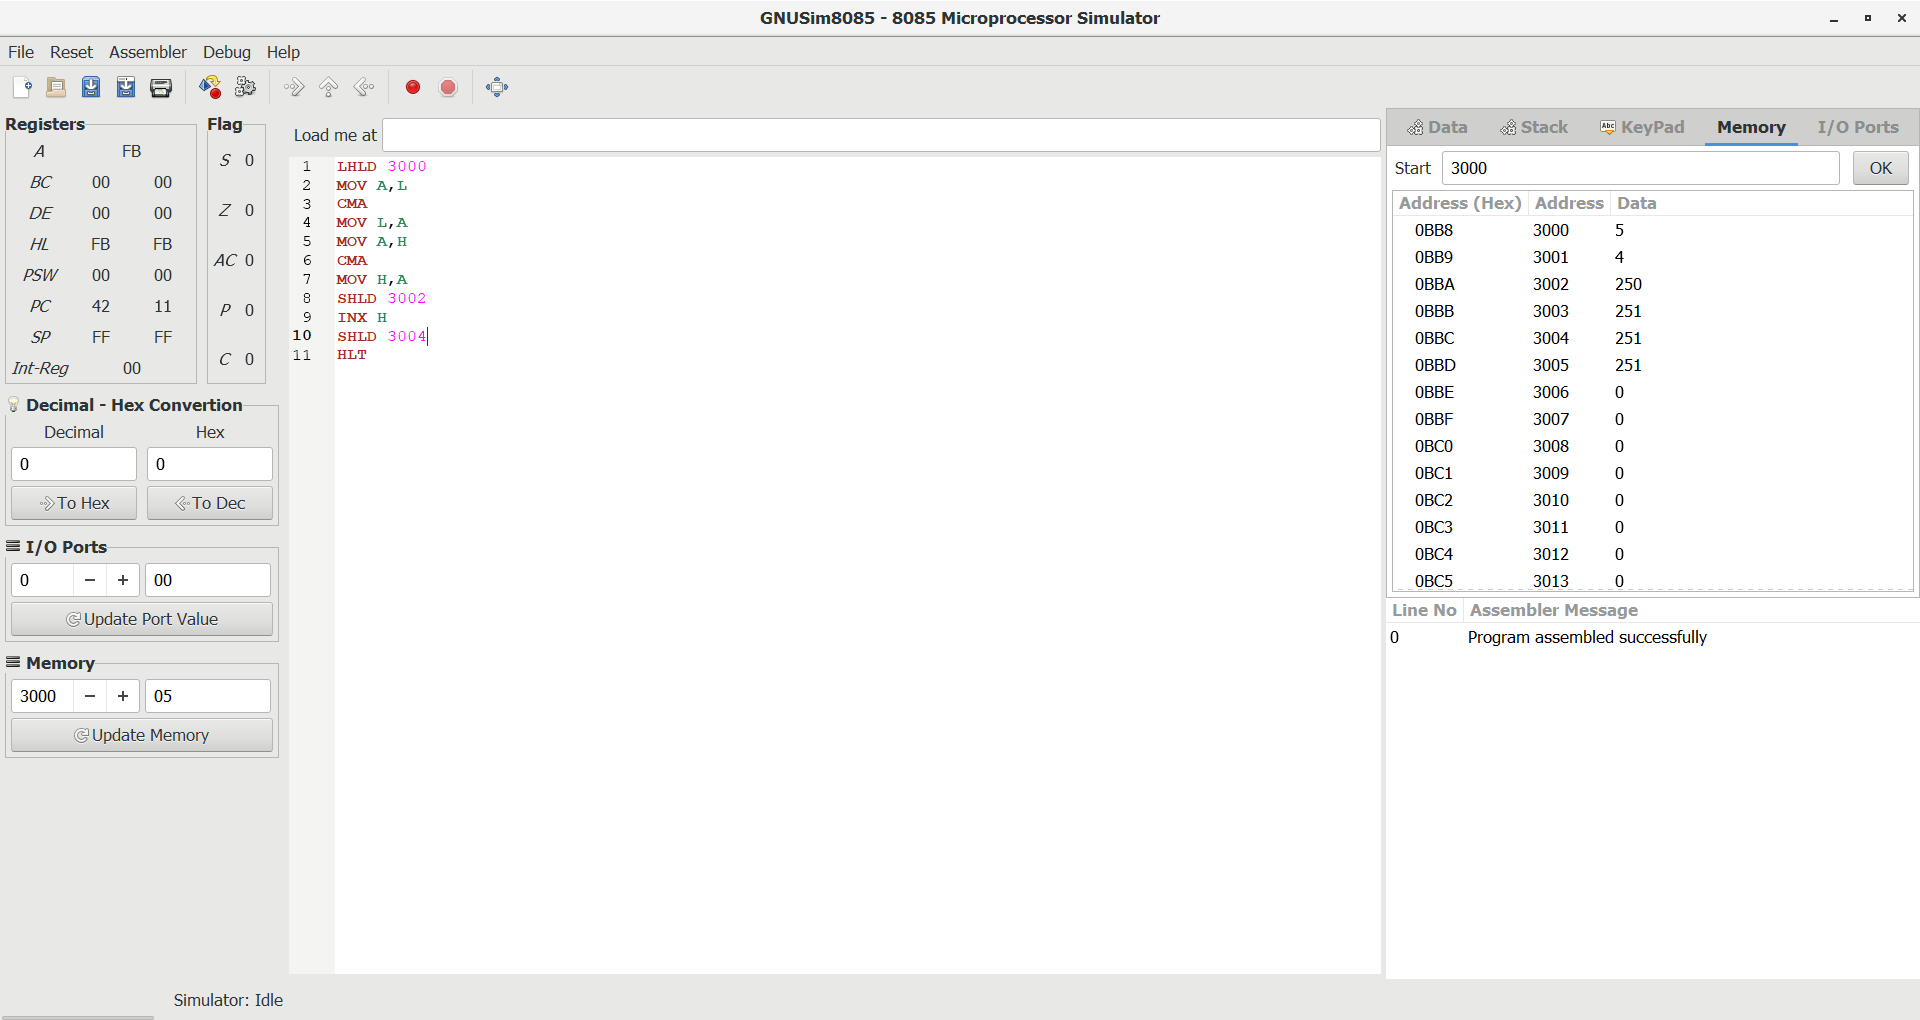 GNUSim8085 - 8085 Microprocessor Simulator
File Reset Assembler Debug Help
Registers
A FB
BC 00 00
DE 00 00
HL FB FB
PSW 00 00
PC 42 11
SP FF FF
Int-Reg 00
Flag
S 0
Z 0
AC 0
P 0
C 0
Decimal - Hex Convertion
Decimal Hex
0 0
To Hex To Dec
I/O Ports
0 − + 00
Update Port Value
Memory
3000 − + 05
Update Memory
Load me at
1 LHLD 3000
2 MOV A,L
3 CMA
4 MOV L,A
5 MOV A,H
6 CMA
7 MOV H,A
8 SHLD 3002
9 INX H
10 SHLD 3004
11 HLT
Data Stack Abc KeyPad Memory I/O Ports
Start 3000 OK
Address (Hex) Address Data
0BB8 3000 5
0BB9 3001 4
0BBA 3002 250
0BBB 3003 251
0BBC 3004 251
0BBD 3005 251
0BBE 3006 0
0BBF 3007 0
0BC0 3008 0
0BC1 3009 0
0BC2 3010 0
0BC3 3011 0
0BC4 3012 0
0BC5 3013 0
Line No Assembler Message
0 Program assembled successfully
Simulator: Idle